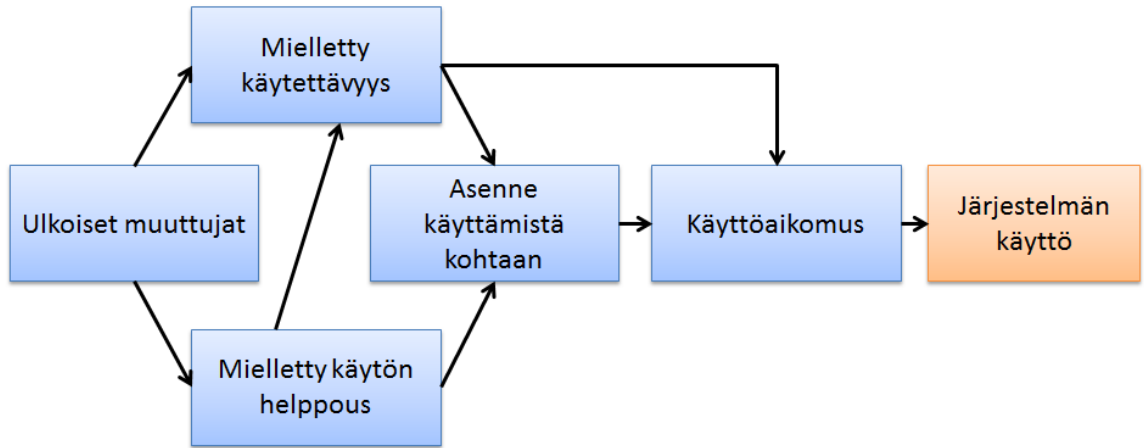 Mielletty
käytettävyys
Ulkoiset muuttujat
Asenne
käyttämistä
kohtaan
Käyttöaikomus
Järjestelmän
käyttö
Mielletty käytön
helppous